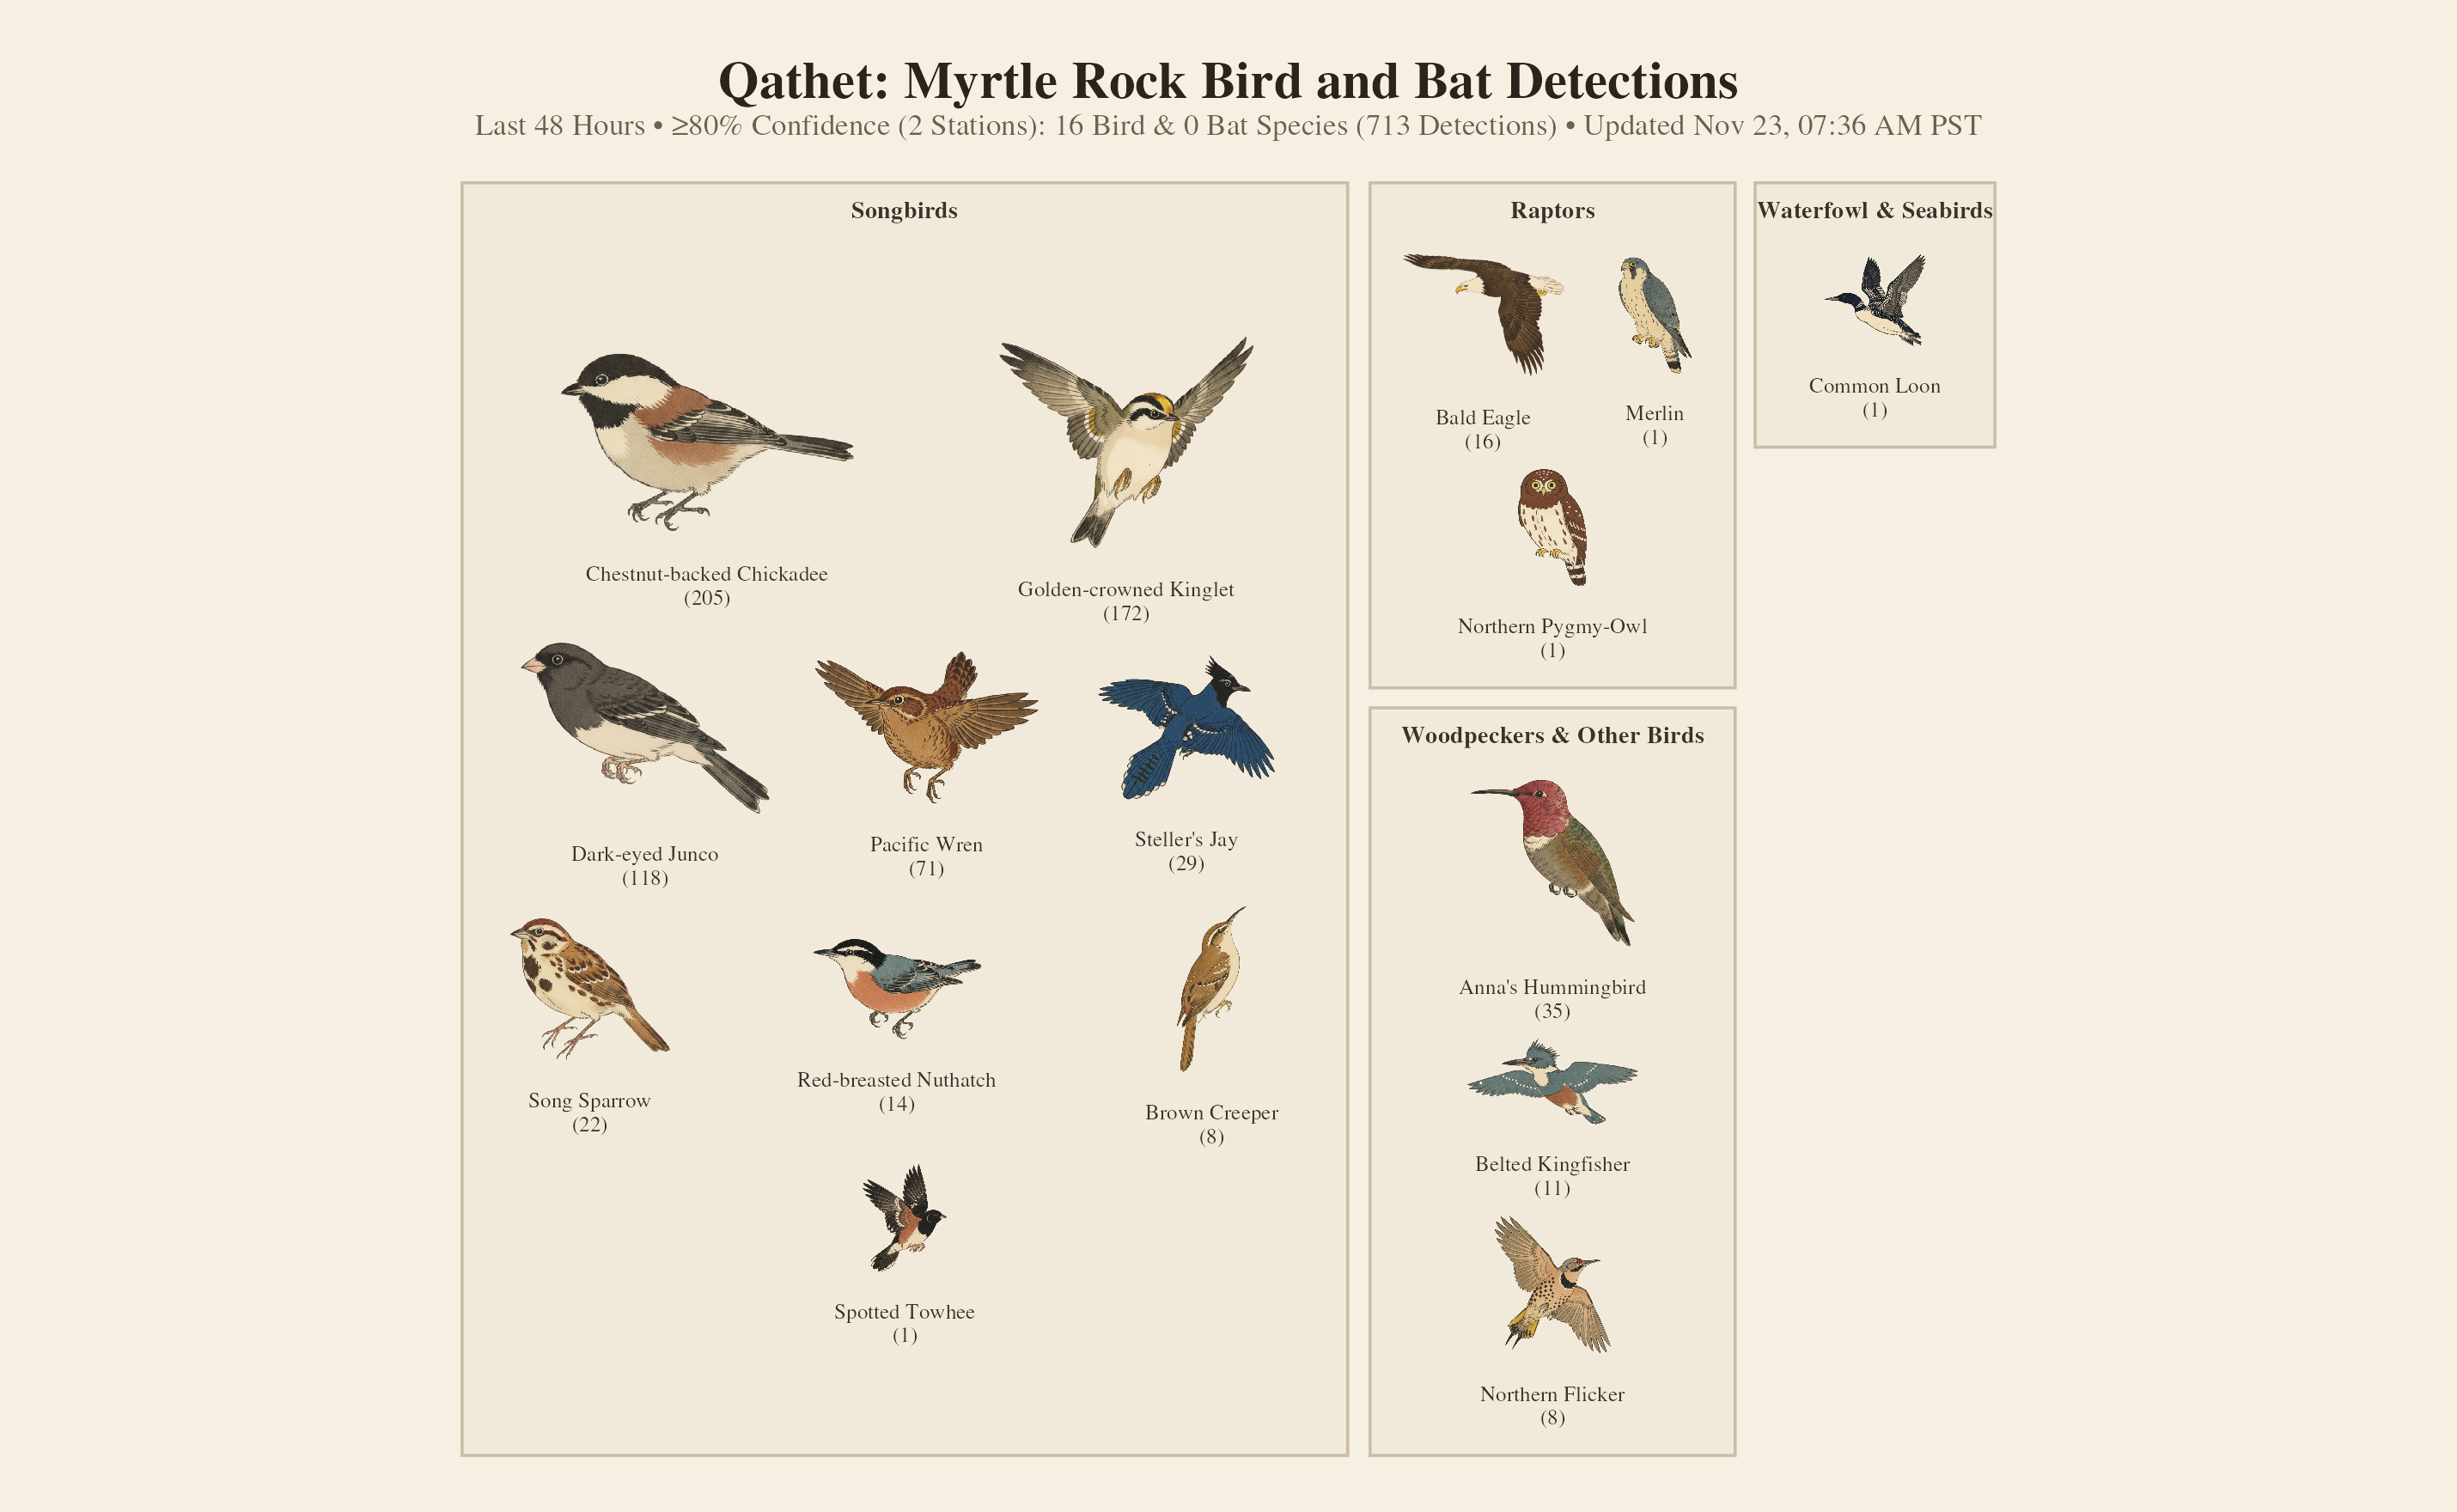 Qathet: Myrtle Rock Bird and Bat Detections
Last 48 Hours • ≥80% Confidence (2 Stations): 16 Bird & 0 Bat Species (713 Detections) • Updated Nov 23, 07:36 AM PST
Songbirds
Chestnut-backed Chickadee
(205)
Golden-crowned Kinglet
(172)
Dark-eyed Junco
(118)
Pacific Wren
(71)
Steller's Jay
(29)
Song Sparrow
(22)
Red-breasted Nuthatch
(14)
Brown Creeper
(8)
Spotted Towhee
(1)
Raptors
Bald Eagle
(16)
Merlin
(1)
Northern Pygmy-Owl
(1)
Woodpeckers & Other Birds
Anna's Hummingbird
(35)
Belted Kingfisher
(11)
Northern Flicker
(8)
Waterfowl & Seabirds
Common Loon
(1)